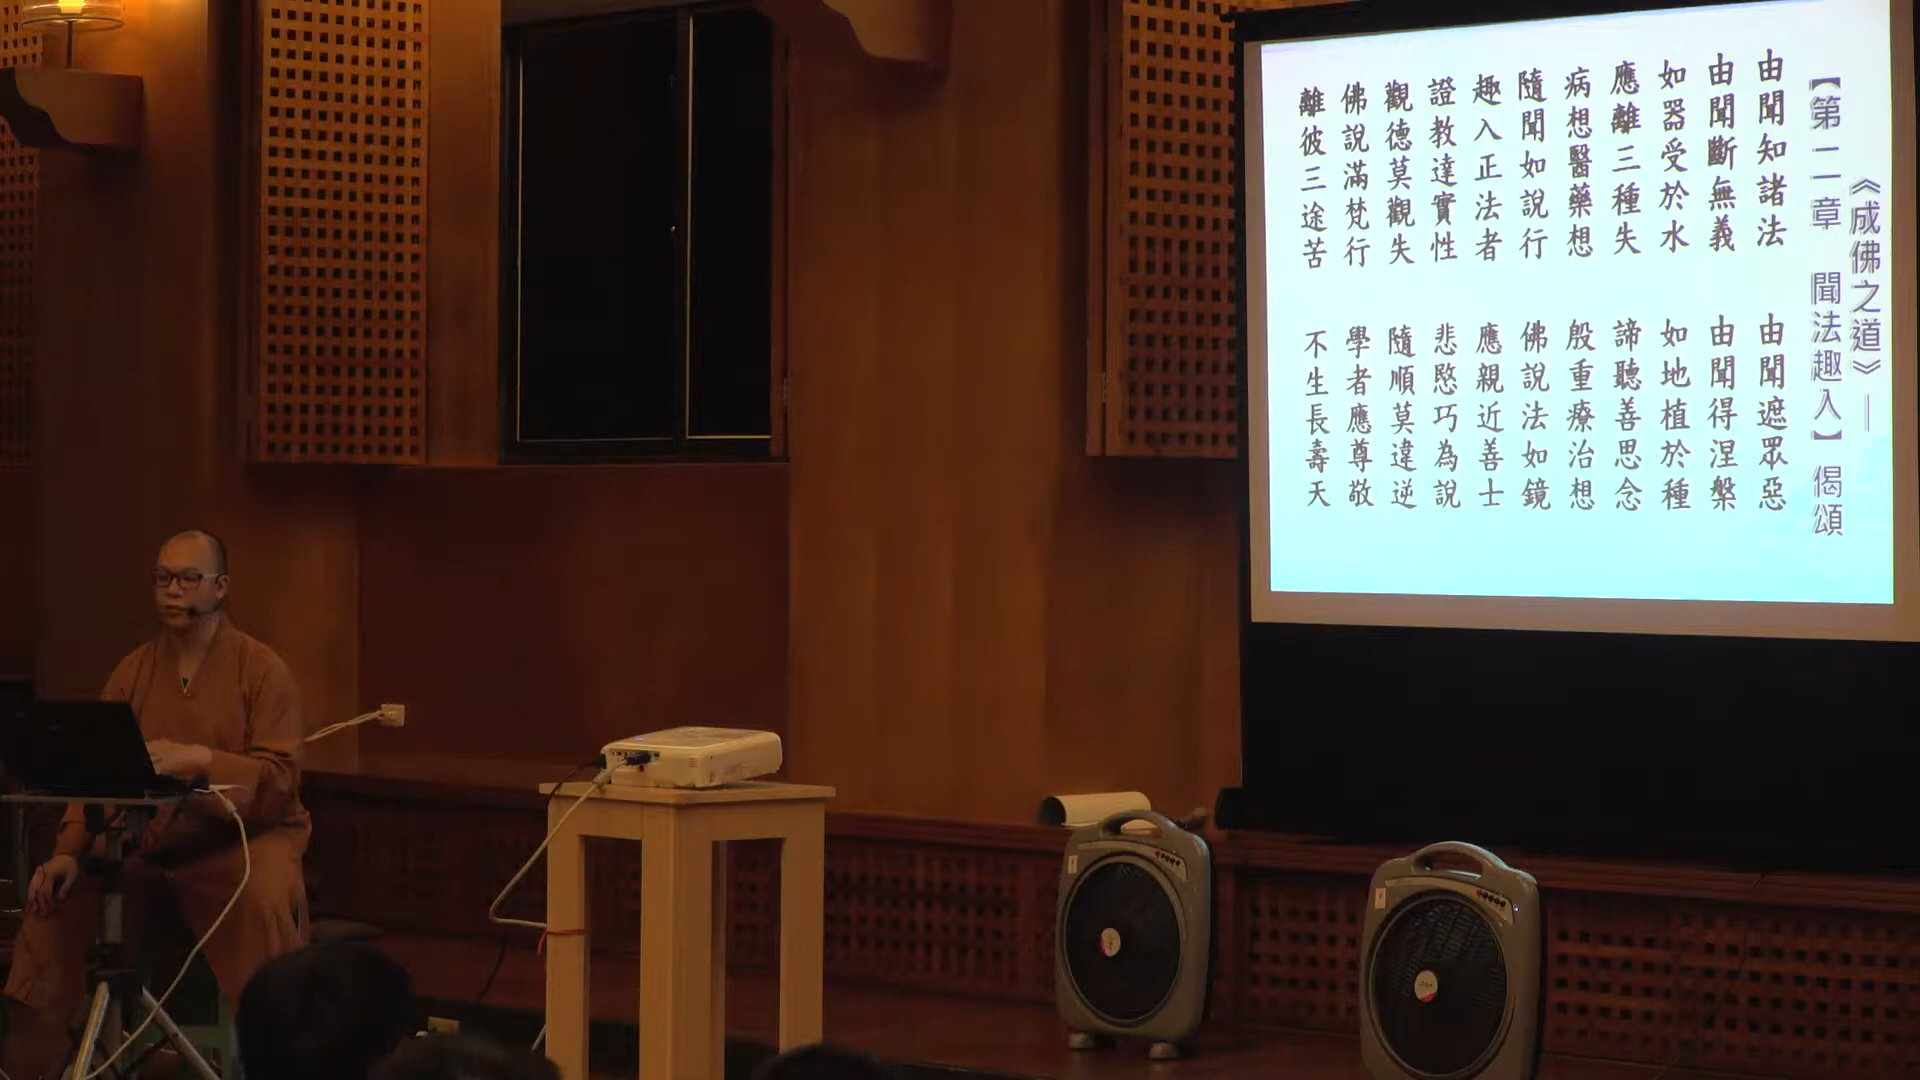 《成佛之道》—
【第二章　聞法趣入】偈頌
由聞知諸法　由聞遮眾惡
由聞斷無義　由聞得涅槃
如器受於水　如地植於種
應離三種失　諦聽善思念
病想醫藥想　殷重療治想
隨聞如說行　佛說法如鏡
趣入正法者　應親近善士
證教達實性　悲愍巧為說
觀德莫觀失　隨順莫違逆
佛說滿梵行　學者應尊敬
離彼三途苦　不生長壽天